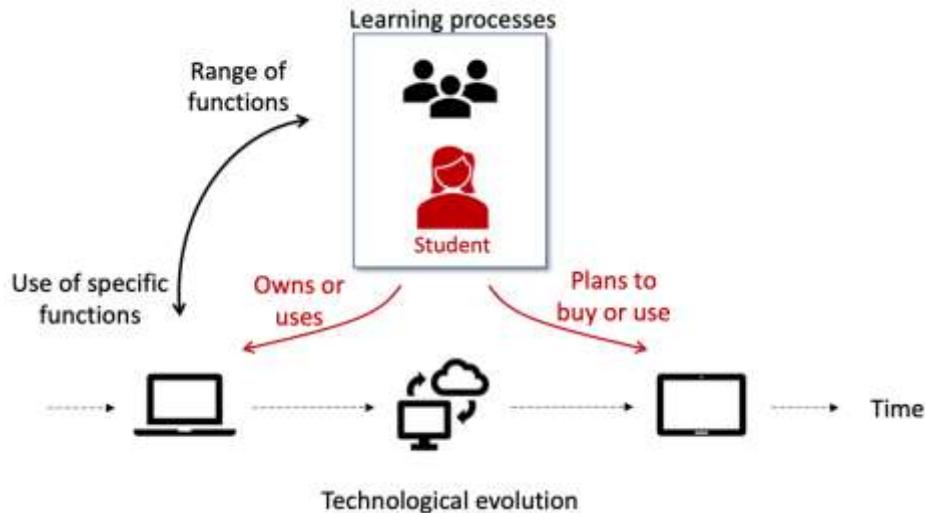 Learning processes
Range of
functions
Student
Use of specific
functions
Owns or
uses
Plans to
buy or use
Time
Technological evolution